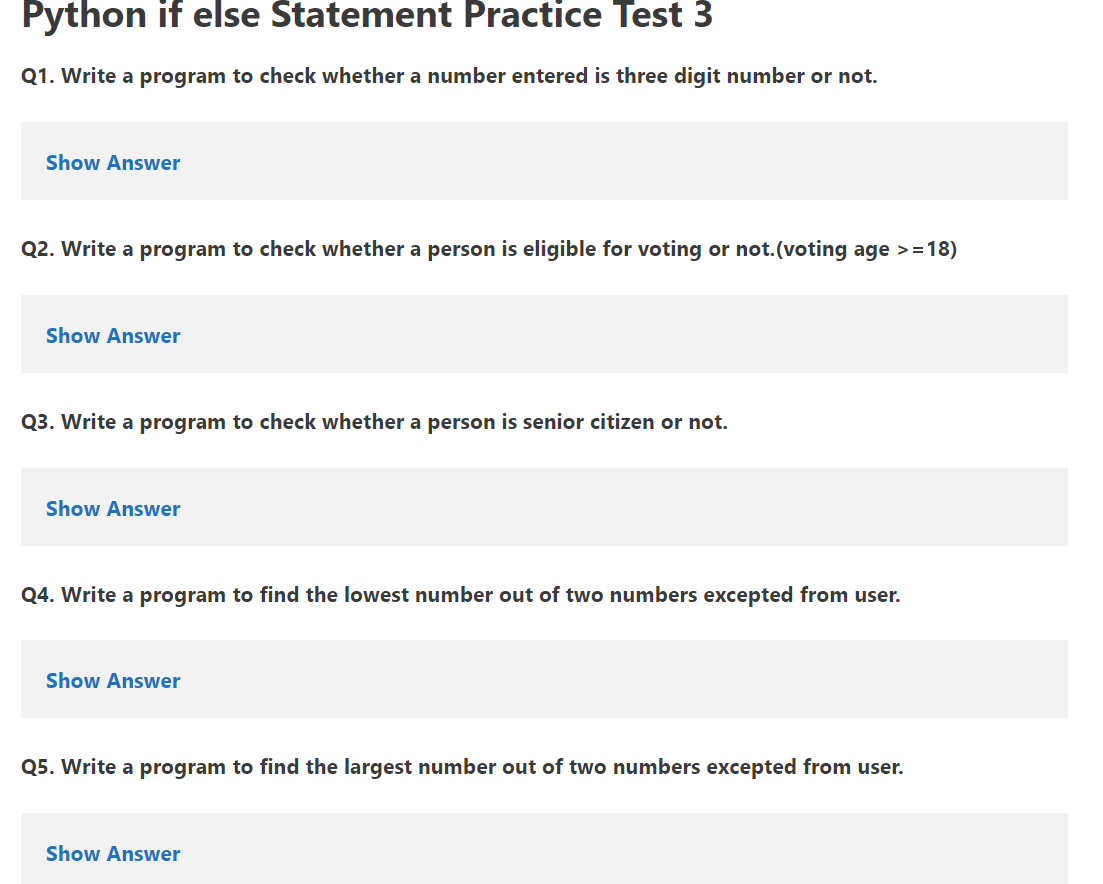 Python if else Statement Practice Test 3
Q1. Write a program to check whether a number entered is three digit number or not.
Show Answer
Q2. Write a program to check whether a person is eligible for voting or not.(voting age >=18)
Show Answer
Q3. Write a program to check whether a person is senior citizen or not.
Show Answer
Q4. Write a program to find the lowest number out of two numbers excepted from user.
Show Answer
Q5. Write a program to find the largest number out of two numbers excepted from user.
Show Answer